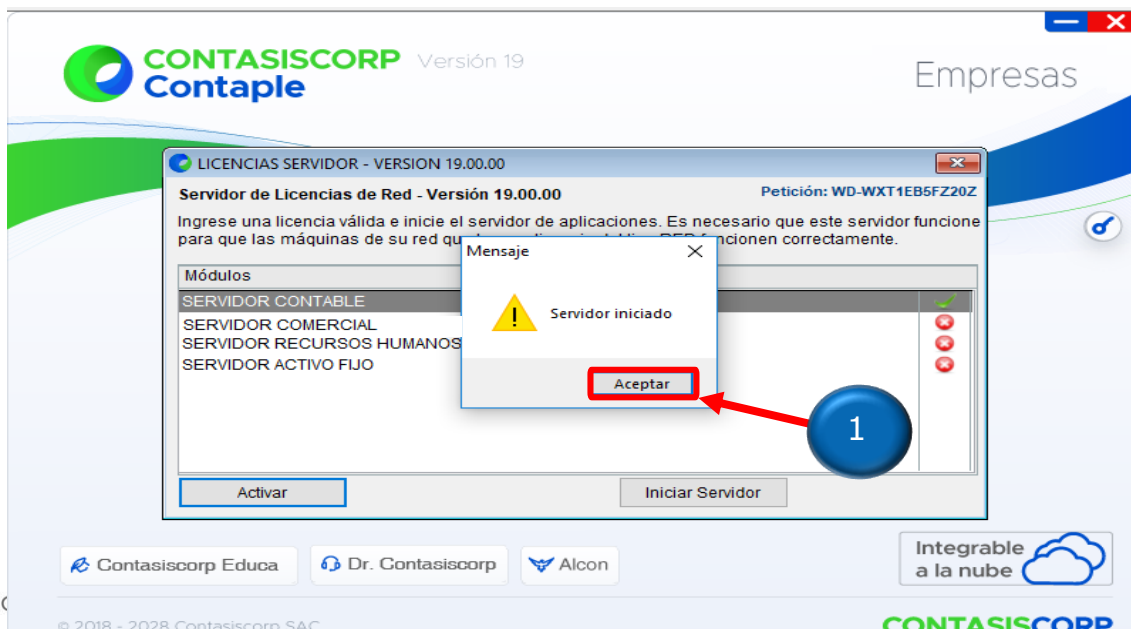 CONTASISCORP Versión 19
Contaple
Empresas
LICENCIAS SERVIDOR - VERSION 19.00.00
Servidor de Licencias de Red - Versión 19.00.00
Petición: WD-WXT1EB5FZ20Z
Ingrese una licencia válida e inicie el servidor de aplicaciones. Es necesario que este servidor funcione
para que las máquinas de su red qu
ncionen correctamente.
Mensaje
Servidor iniciado
Aceptar
1
Módulos
SERVIDOR CONTABLE
SERVIDOR COMERCIAL
SERVIDOR RECURSOS HUMANOS
SERVIDOR ACTIVO FIJO
Activar
Iniciar Servidor
Contasiscorp Educa
Dr. Contasiscorp
Alcon
Integrable
a la nube
© 2018 - 2028 Contasiscorp SAC
CONTASISCORP